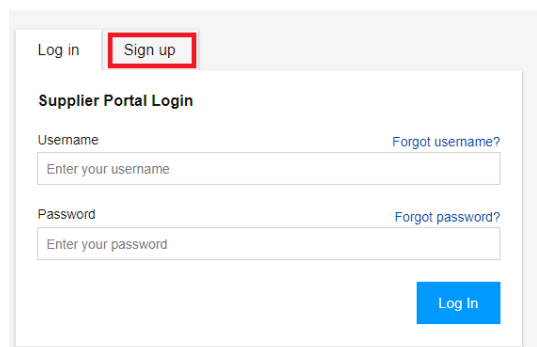 Log in Sign up
Supplier Portal Login
Username Forgot username?
Enter your username
Password Forgot password?
Enter your password
Log In